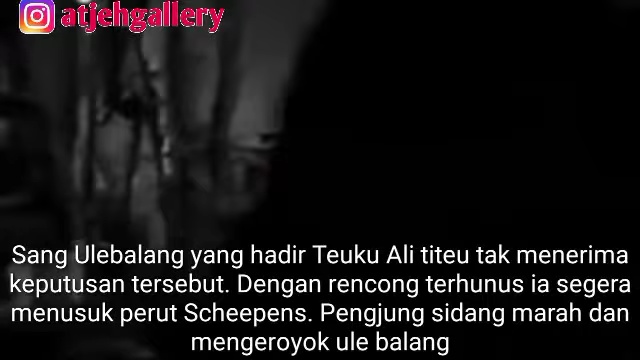 atjehgallery
Sang Ulebalang yang hadir Teuku Ali titeu tak menerima
keputusan tersebut. Dengan rencong terhunus ia segera
menusuk perut Scheepens. Pengjung sidang marah dan
mengeroyok ule balang